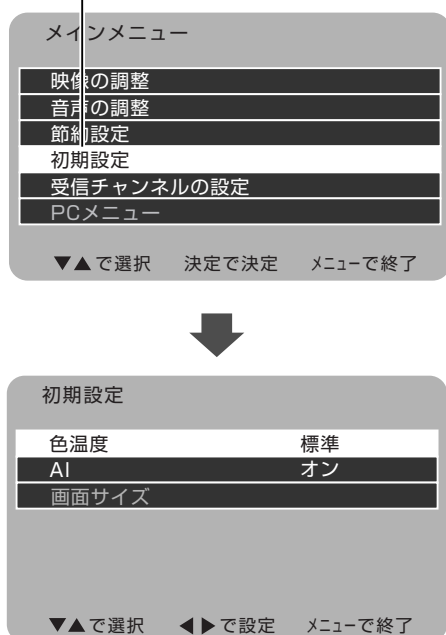 メインメニュー
映像の調整
音声の調整
節約設定
初期設定
受信チャンネルの設定
PCメニュー
▼▲で選択 決定で決定 メニューで終了
初期設定
色温度 標準
AI オン
画面サイズ
▼▲で選択 ◀▶で設定 メニューで終了